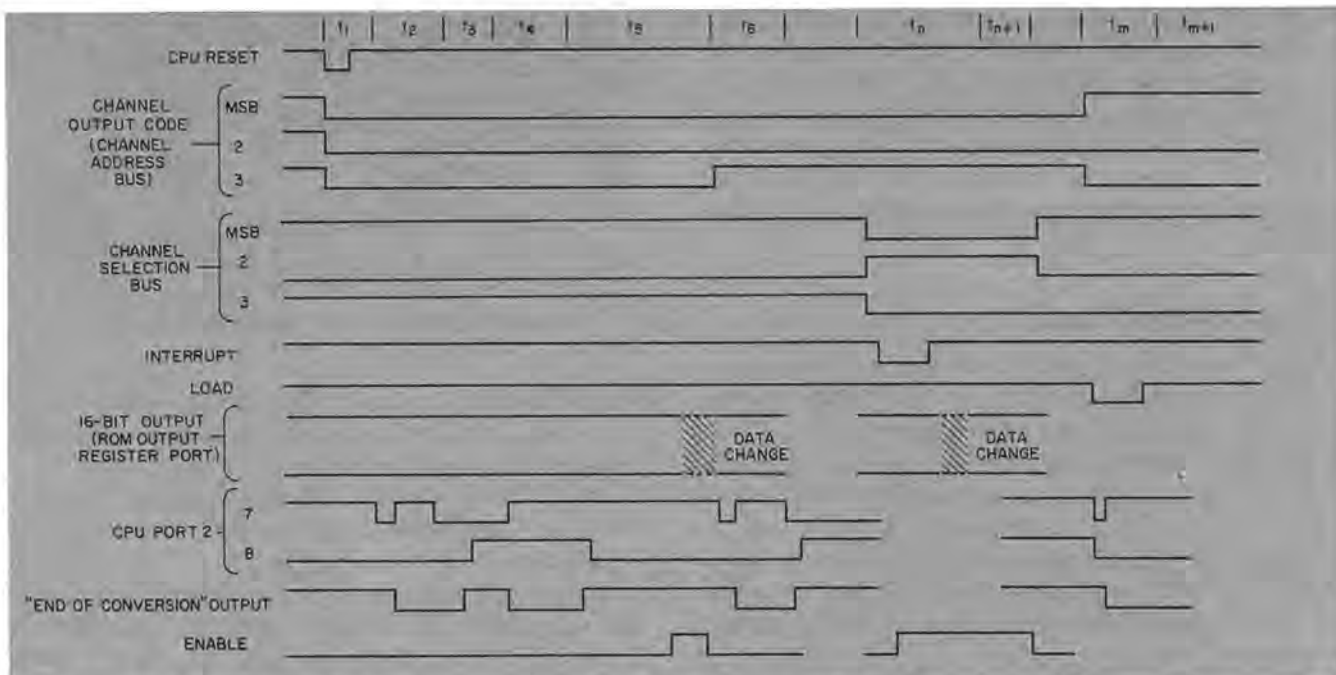 t1 t2 t3 t4 t5 t6 tn tn+1 tm tm+1
CPU RESET
CHANNEL
OUTPUT CODE
(CHANNEL
ADDRESS
BUS)
MSB
2
3
CHANNEL
SELECTION
BUS
MSB
2
3
INTERRUPT
LOAD
16-BIT OUTPUT
(ROM OUTPUT
REGISTER PORT)
DATA
CHANGE
DATA
CHANGE
CPU PORT 2
7
8
"END OF CONVERSION" OUTPUT
ENABLE